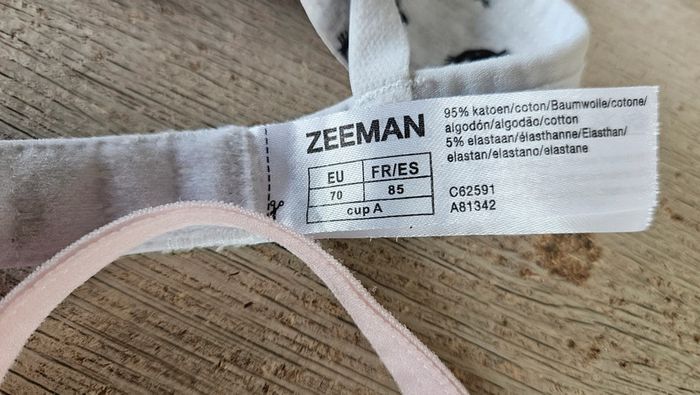 ZEEMAN
EU FR/ES
70 85
cup A
95% katoen/coton/Baumwolle/cotone/
algodón/algodão/cotton
5% elastaan/élasthanne/Elasthan/
elastan/elastano/elastane
C62591
A81342